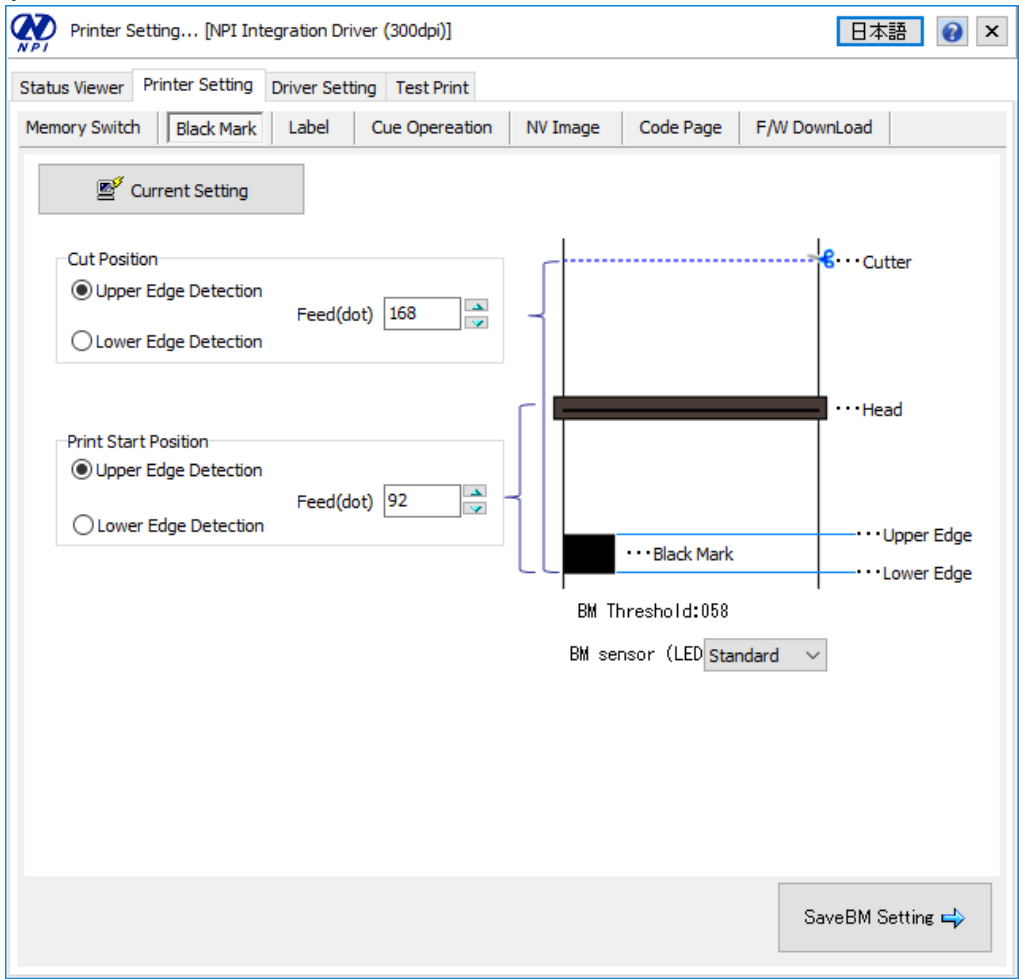 NPI
Printer Setting... [NPI Integration Driver (300dpi)]
日本語
Status Viewer Printer Setting Driver Setting Test Print
Memory Switch Black Mark Label Cue Opereation NV Image Code Page F/W DownLoad
Current Setting
Cut Position
Upper Edge Detection
Feed(dot) 168
Lower Edge Detection
···Cutter
···Head
Print Start Position
Upper Edge Detection
Feed(dot) 92
Lower Edge Detection
···Upper Edge
···Black Mark
···Lower Edge
BM Threshold:058
BM sensor (LED Standard
SaveBM Setting